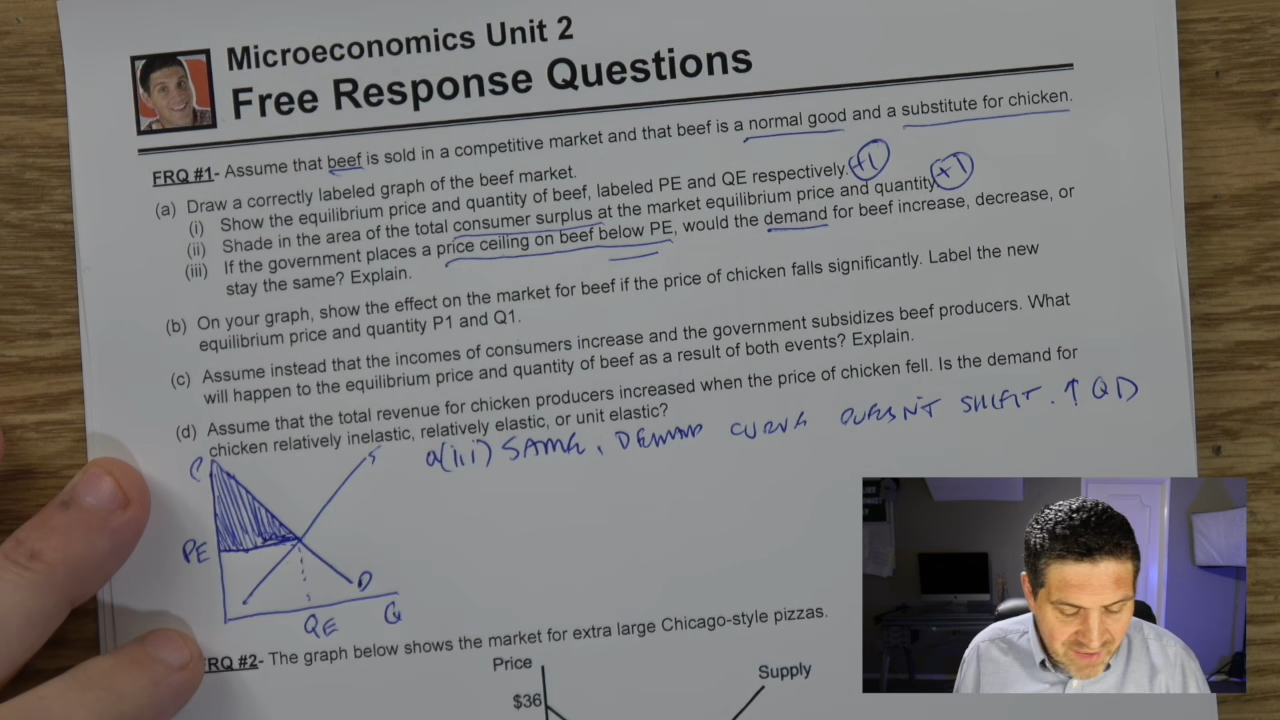 Microeconomics Unit 2
Free Response Questions
FRQ #1- Assume that beef is sold in a competitive market and that beef is a normal good and a substitute for chicken.
(a) Draw a correctly labeled graph of the beef market.
(i) Show the equilibrium price and quantity of beef, labeled PE and QE respectively. +1
(ii) Shade in the area of the total consumer surplus at the market equilibrium price and quantity. +1
(iii) If the government places a price ceiling on beef below PE, would the demand for beef increase, decrease, or
stay the same? Explain.
(b) On your graph, show the effect on the market for beef if the price of chicken falls significantly. Label the new
equilibrium price and quantity P1 and Q1.
(c) Assume instead that the incomes of consumers increase and the government subsidizes beef producers. What
will happen to the equilibrium price and quantity of beef as a result of both events? Explain.
(d) Assume that the total revenue for chicken producers increased when the price of chicken fell. Is the demand for
chicken relatively inelastic, relatively elastic, or unit elastic?
a(iii) SAME, DEMAND CURVE DOESN'T SHIFT. ↑ QD
P
S
PE
D
QE
Q
FRQ #2- The graph below shows the market for extra large Chicago-style pizzas.
Price
Supply
$36